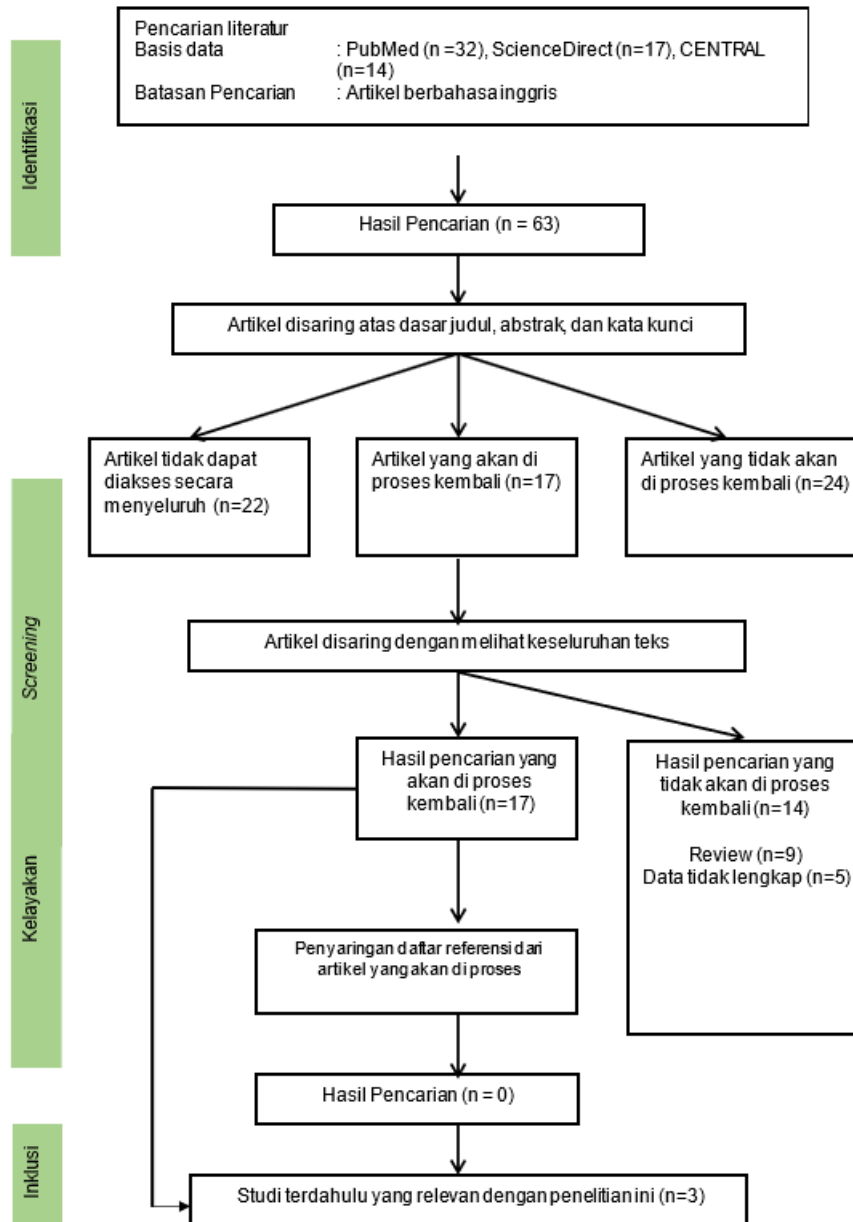 Pencarian literatur
Basis data : PubMed (n =32), ScienceDirect (n=17), CENTRAL
(n=14)
Batasan Pencarian : Artikel berbahasa inggris
Identifikasi
Hasil Pencarian (n = 63)
Artikel disaring atas dasar judul, abstrak, dan kata kunci
Artikel tidak dapat
diakses secara
menyeluruh (n=22)
Artikel yang akan di
proses kembali (n=17)
Artikel yang tidak akan
di proses kembali (n=24)
Screening
Artikel disaring dengan melihat keseluruhan teks
Hasil pencarian yang
akan di proses
kembali (n=17)
Hasil pencarian yang
tidak akan di proses
kembali (n=14)
Review (n=9)
Data tidak lengkap (n=5)
Kelayakan
Penyaringan daftar referensi dari
artikel yang akan di proses
Hasil Pencarian (n = 0)
Inklusi
Studi terdahulu yang relevan dengan penelitian ini (n=3)